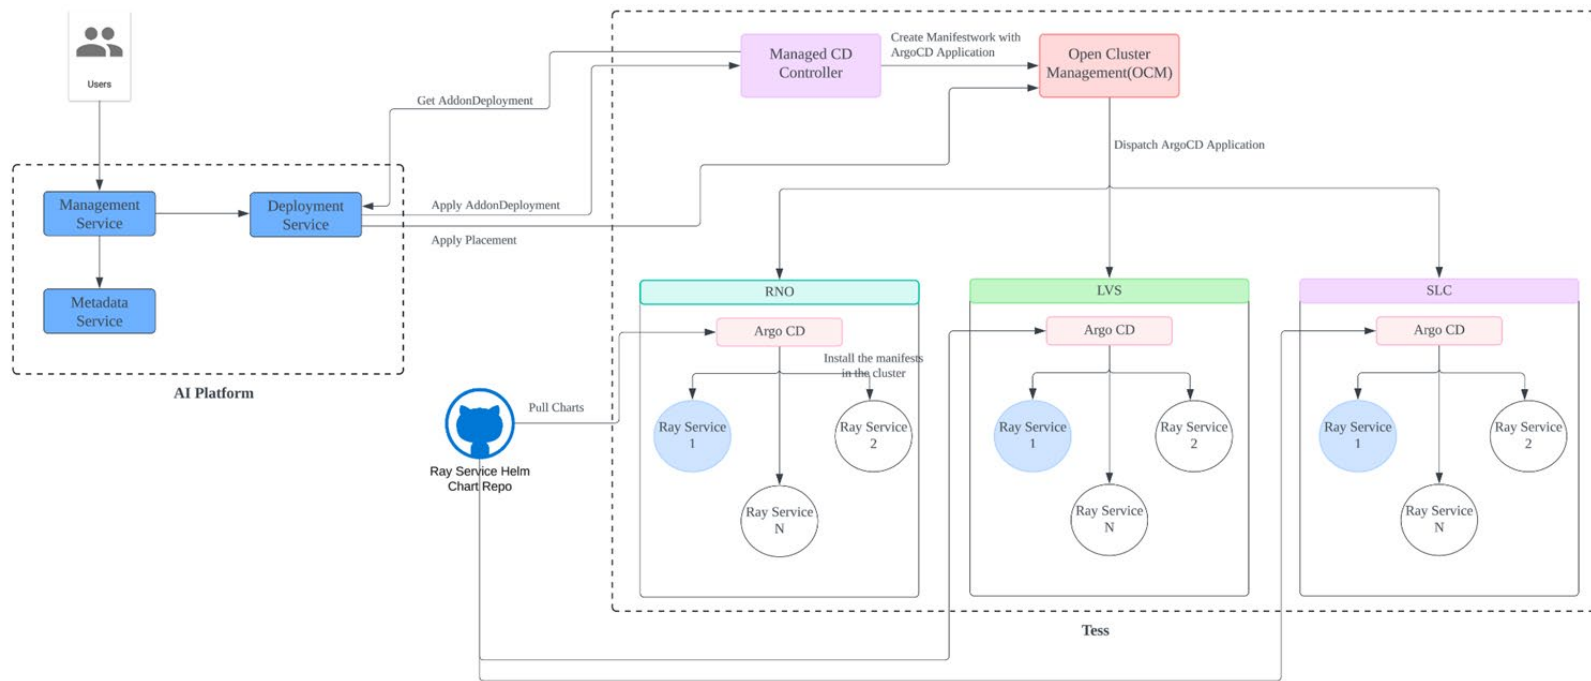 Users
Managed CD
Controller
Create Manifestwork with
ArgoCD Application
Open Cluster
Management(OCM)
Get AddonDeployment
Dispatch ArgoCD Application
Management
Service
Deployment
Service
Apply AddonDeployment
Apply Placement
Metadata
Service
AI Platform
RNO
LVS
SLC
Argo CD
Argo CD
Argo CD
Install the manifests
in the cluster
Pull Charts
Ray Service Helm
Chart Repo
Ray Service
1
Ray Service
2
Ray Service
N
Ray Service
1
Ray Service
2
Ray Service
N
Ray Service
1
Ray Service
2
Ray Service
N
Tess